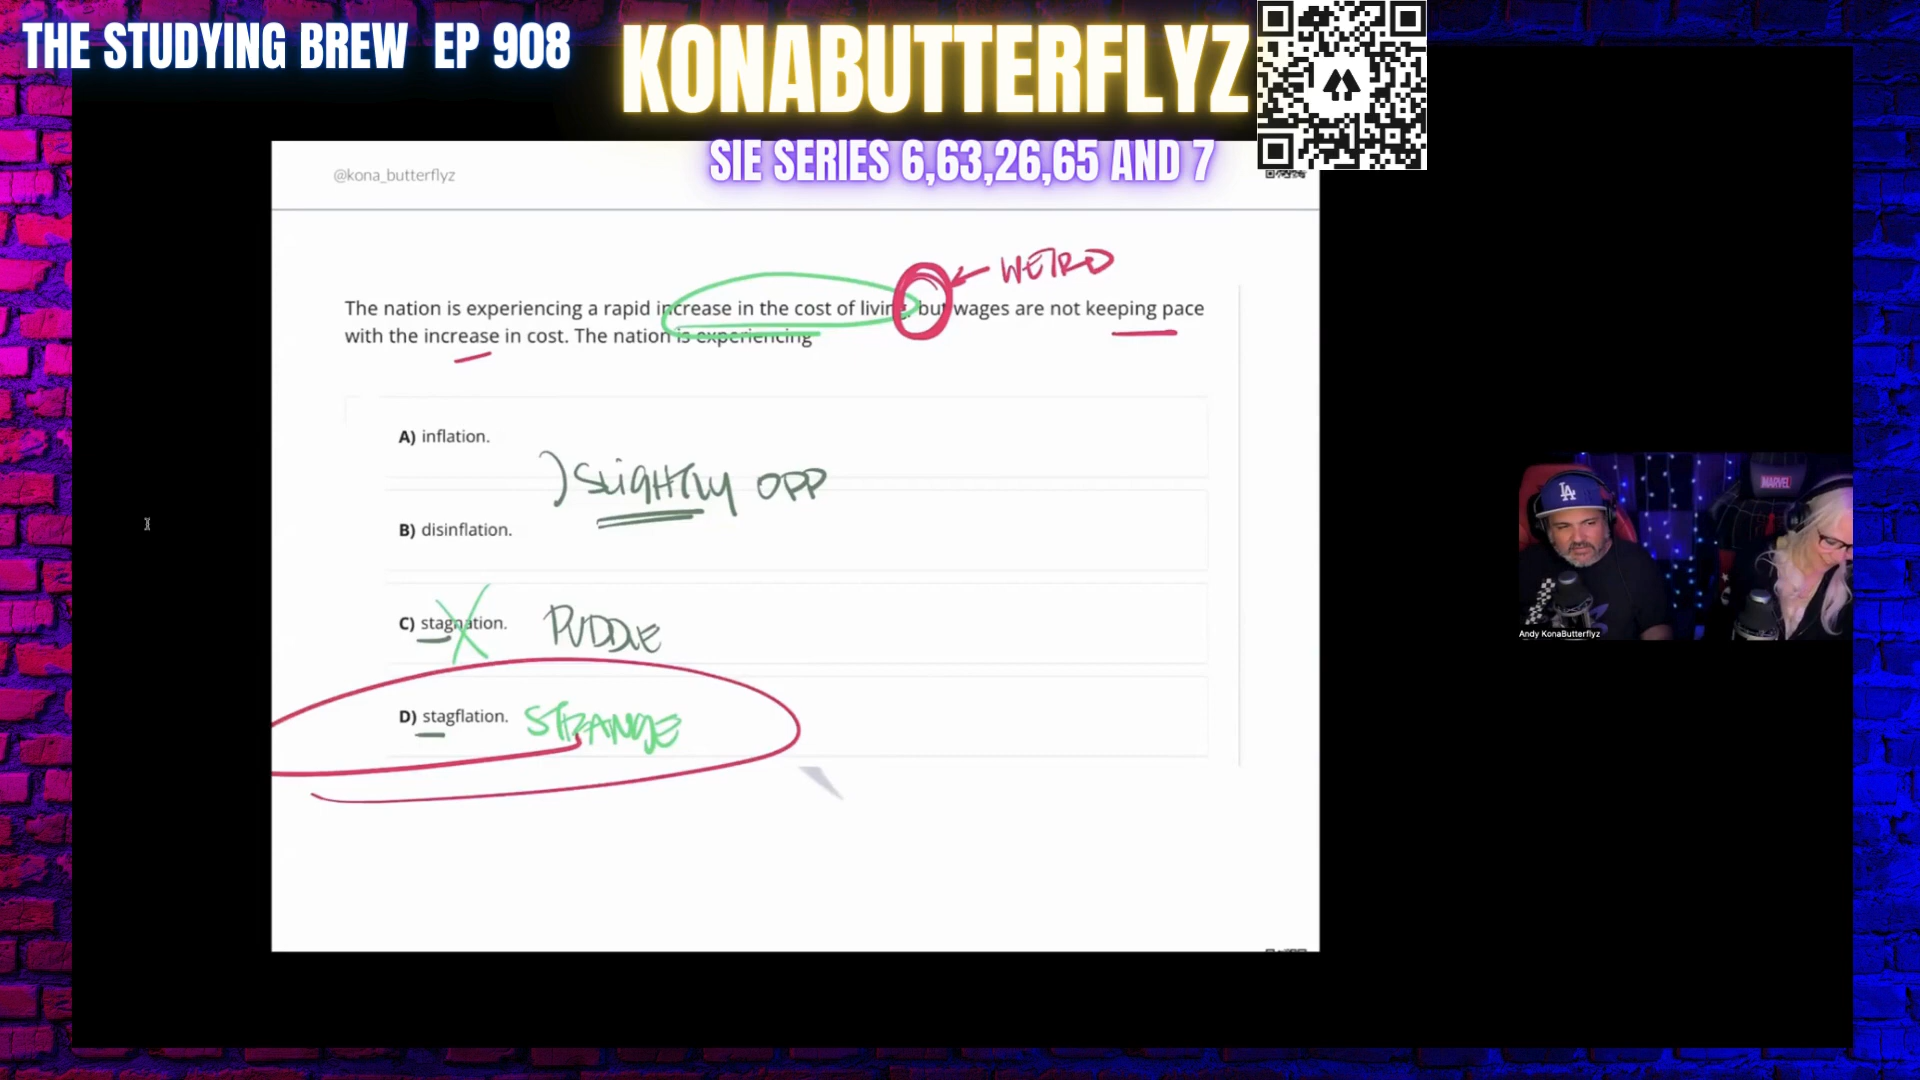 THE STUDYING BREW EP 908
KONABUTTERFLYZ
SIE SERIES 6,63,26,65 AND 7
@kona_butterflyz
WEIRD
The nation is experiencing a rapid increase in the cost of living, but wages are not keeping pace
with the increase in cost. The nation is experiencing
A) inflation.
) SLIGHTLY OPP
B) disinflation.
C) stagnation. PUDDLE
D) stagflation. STRANGE
LA
MARVEL
Andy KonaButterflyz